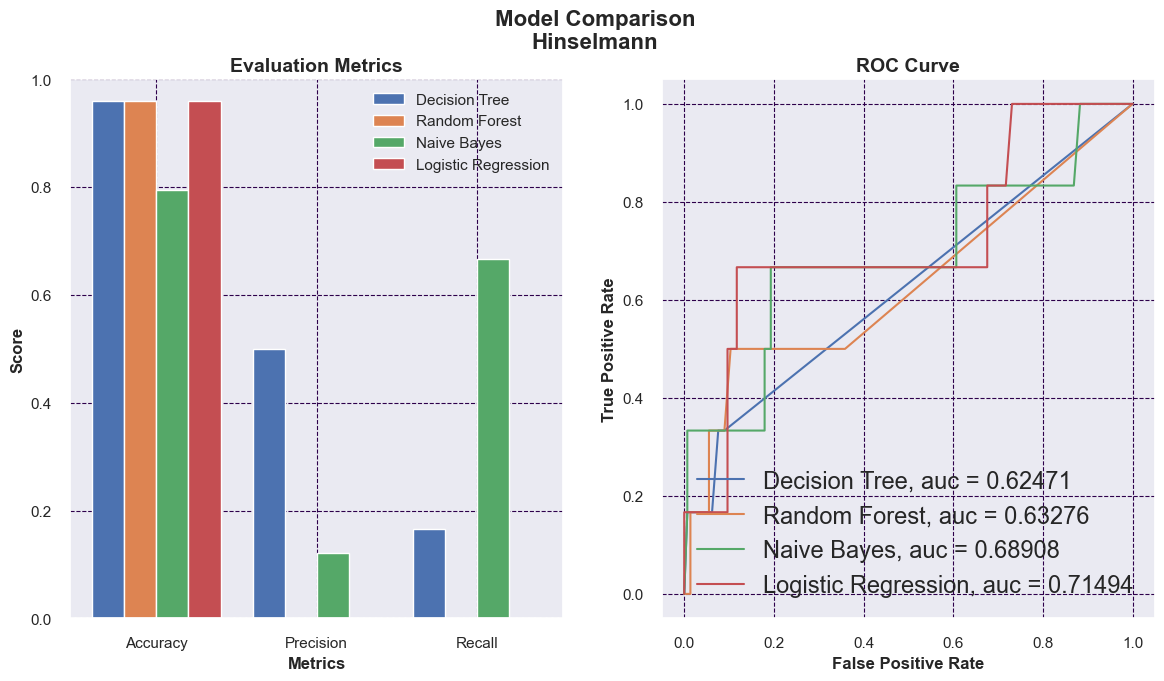 Model Comparison
Hinselmann
Evaluation Metrics
1.0
0.8
0.6
0.4
0.2
0.0
Score
Decision Tree
Random Forest
Naive Bayes
Logistic Regression
Accuracy
Precision
Recall
Metrics
ROC Curve
1.0
0.8
0.6
0.4
0.2
0.0
True Positive Rate
Decision Tree, auc = 0.62471
Random Forest, auc = 0.63276
Naive Bayes, auc = 0.68908
Logistic Regression, auc = 0.71494
0.0
0.2
0.4
0.6
0.8
1.0
False Positive Rate